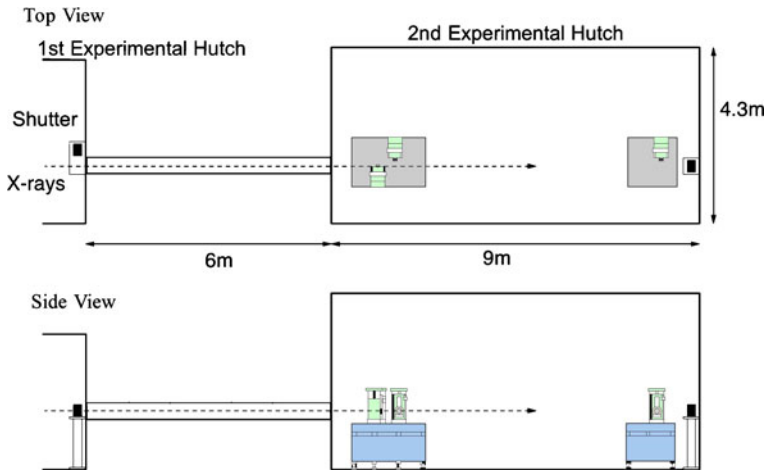 Top View
1st Experimental Hutch
2nd Experimental Hutch
Shutter
4.3m
X-rays
6m
9m
Side View